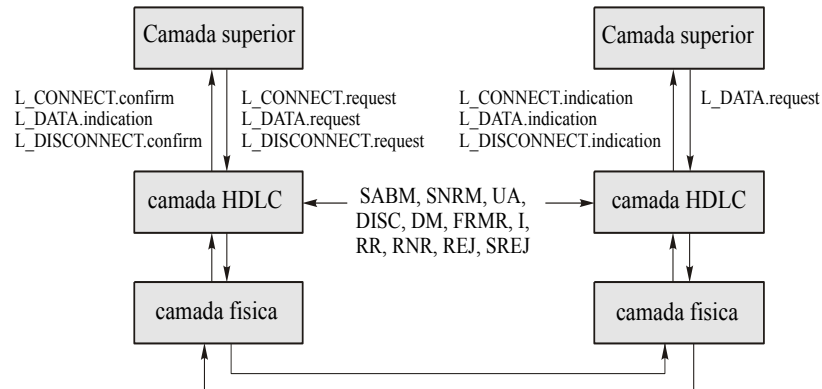 Camada superior
Camada superior
L_CONNECT.confirm
L_DATA.indication
L_DISCONNECT.confirm
L_CONNECT.request
L_DATA.request
L_DISCONNECT.request
L_CONNECT.indication
L_DATA.indication
L_DISCONNECT.indication
L_DATA.request
camada HDLC
SABM, SNRM, UA,
DISC, DM, FRMR, I,
RR, RNR, REJ, SREJ
camada HDLC
camada física
camada física